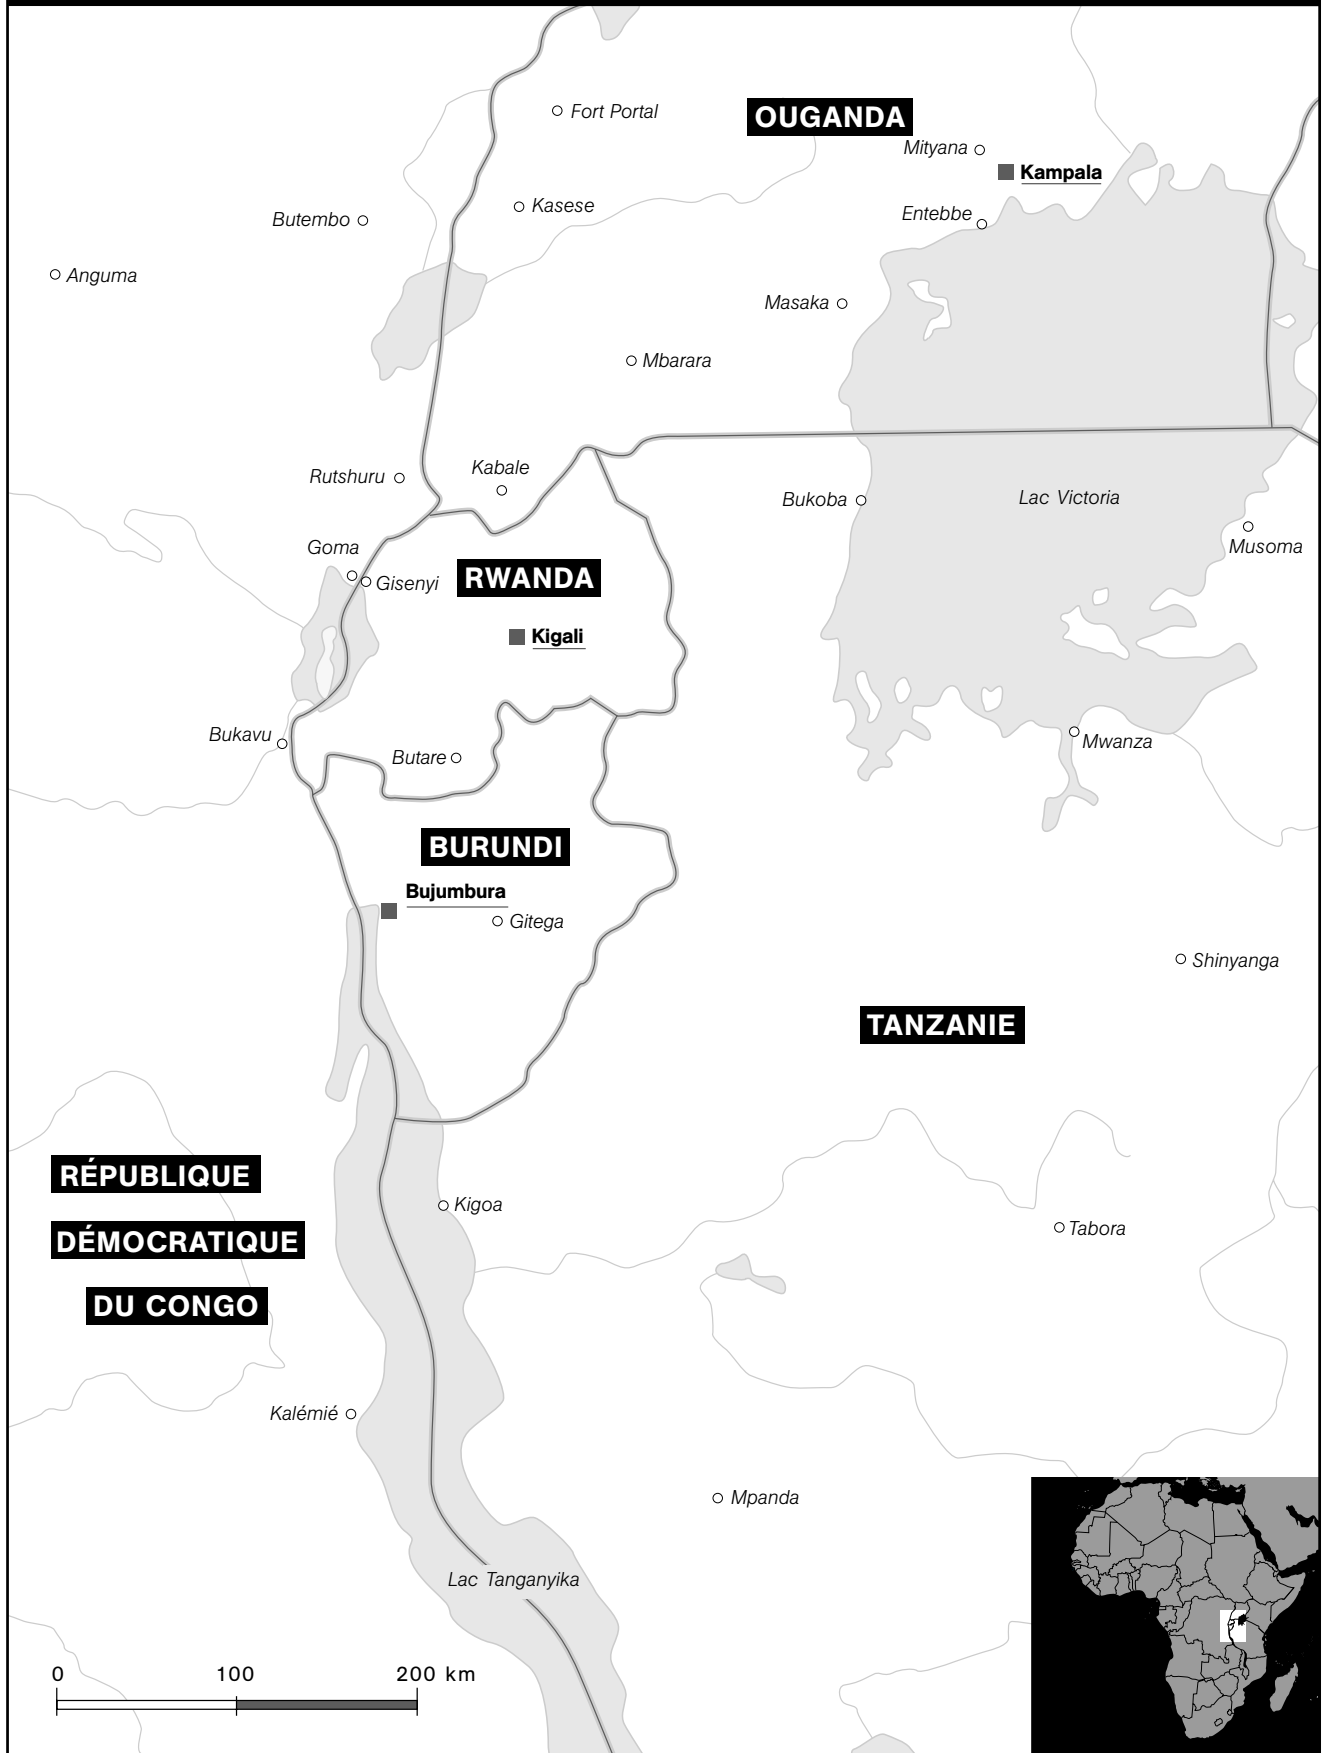 Fort Portal
OUGANDA
Mityana
Kampala
Kasese
Entebbe
Butembo
Anguma
Masaka
Mbarara
Kabale
Rutshuru
Bukoba
Lac Victoria
Musoma
Goma
Gisenyi
RWANDA
Kigali
Bukavu
Butare
Mwanza
BURUNDI
Bujumbura
Gitega
Shinyanga
TANZANIE
RÉPUBLIQUE
DÉMOCRATIQUE
DU CONGO
Kigoa
Tabora
Kalémié
Mpanda
Lac Tanganyika
0 100 200 km